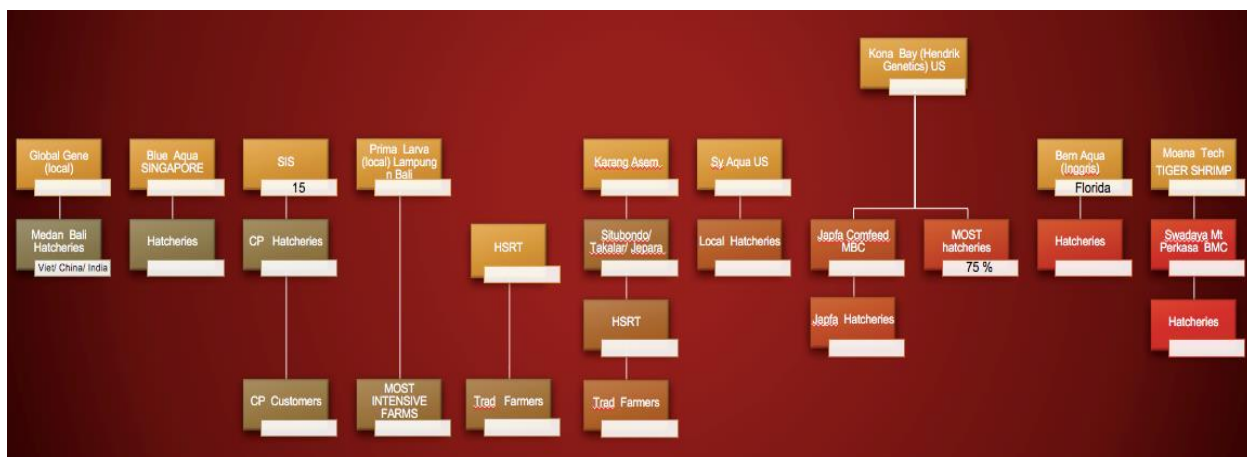 Kona Bay (Hendrik
Genetics) US
Global Gene
(local)
Blue Aqua
SINGAPORE
SIS
15
Prima Larva
(local) Lampung
n Bali
Karang Asem
Sy Aqua US
Bern Aqua
(Inggris)
Florida
Moana Tech
TIGER SHRIMP
Medan Bali
Hatcheries
Viet/ China/ India
Hatcheries
CP Hatcheries
HSRT
Situbondo/
Takalar/ Jepara
Local Hatcheries
Japfa Comfeed
MBC
MOST
hatcheries
75 %
Hatcheries
Swadaya Mt
Perkasa BMC
HSRT
Japfa Hatcheries
Hatcheries
CP Customers
MOST
INTENSIVE
FARMS
Trad Farmers
Trad Farmers